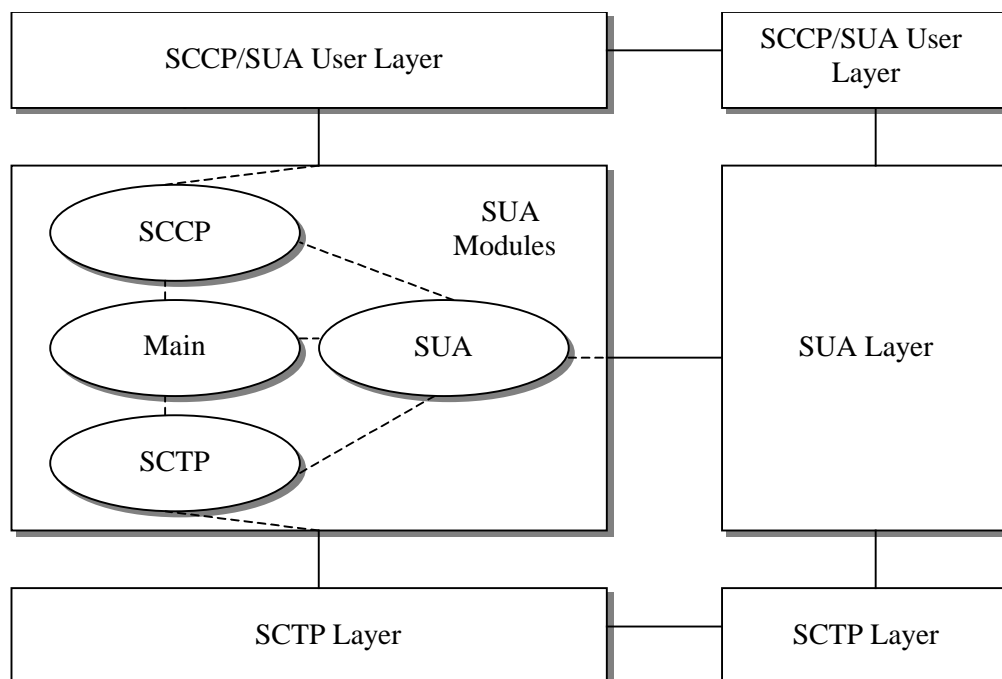 SCCP/SUA User Layer
SCCP/SUA User
Layer
SCCP
SUA
Modules
Main
SUA
SUA Layer
SCTP
SCTP Layer
SCTP Layer